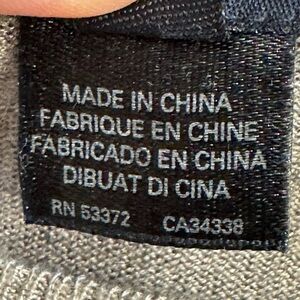 MADE IN CHINA
FABRIQUE EN CHINE
FABRICADO EN CHINA
DIBUAT DI CINA
RN 53372 CA34338